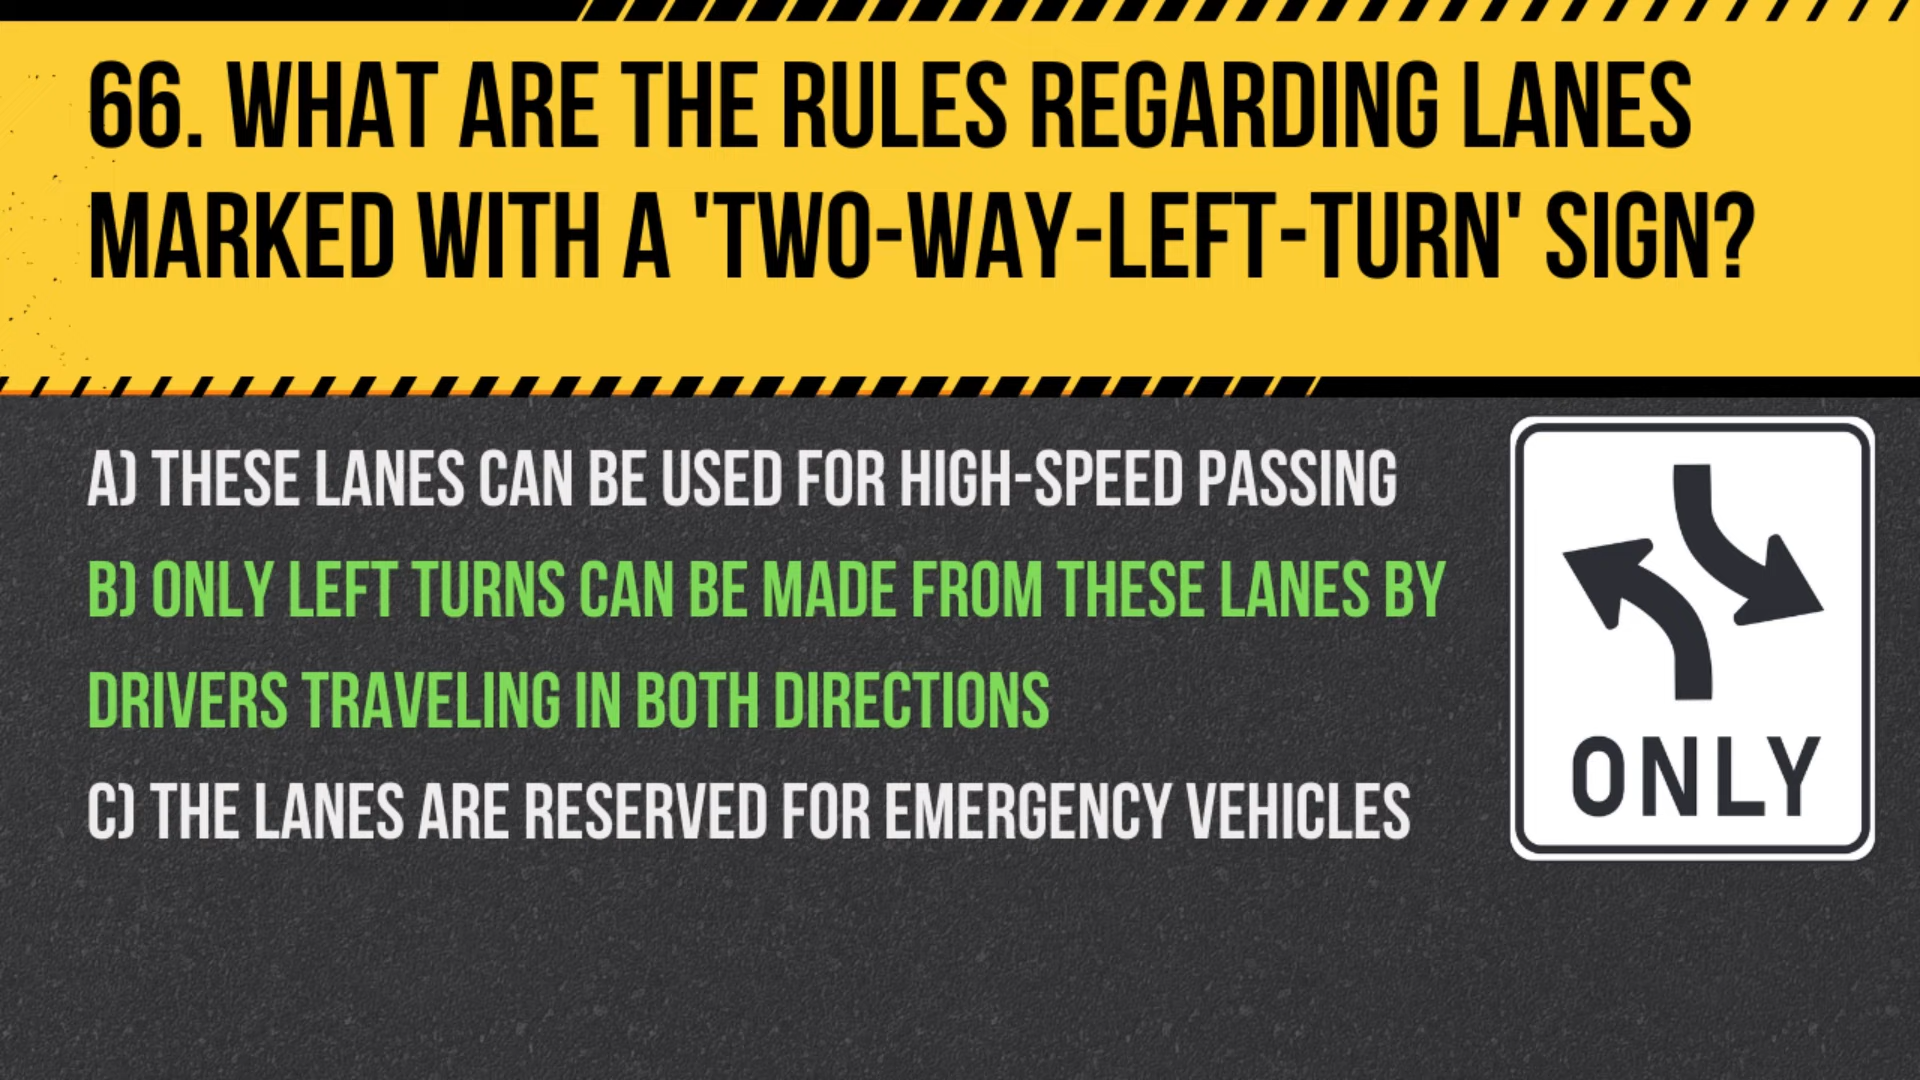 66. WHAT ARE THE RULES REGARDING LANES
MARKED WITH A 'TWO-WAY-LEFT-TURN' SIGN?
A) THESE LANES CAN BE USED FOR HIGH-SPEED PASSING
B) ONLY LEFT TURNS CAN BE MADE FROM THESE LANES BY
DRIVERS TRAVELING IN BOTH DIRECTIONS
C) THE LANES ARE RESERVED FOR EMERGENCY VEHICLES
ONLY